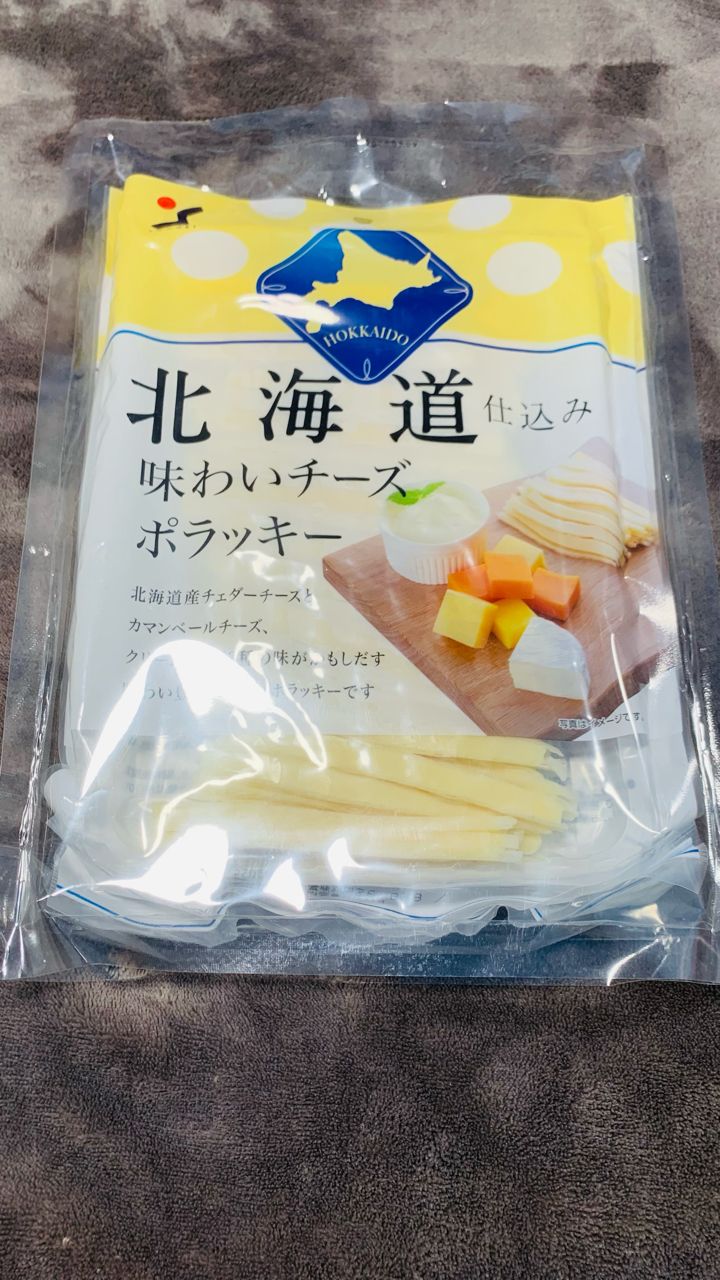 HOKKAIDO
北海道仕込み
味わいチーズ
ポラッキー
北海道産チェダーチーズと
カマンベールチーズ、
の味がかもしだす
ポラッキーです
写真はイメージです。